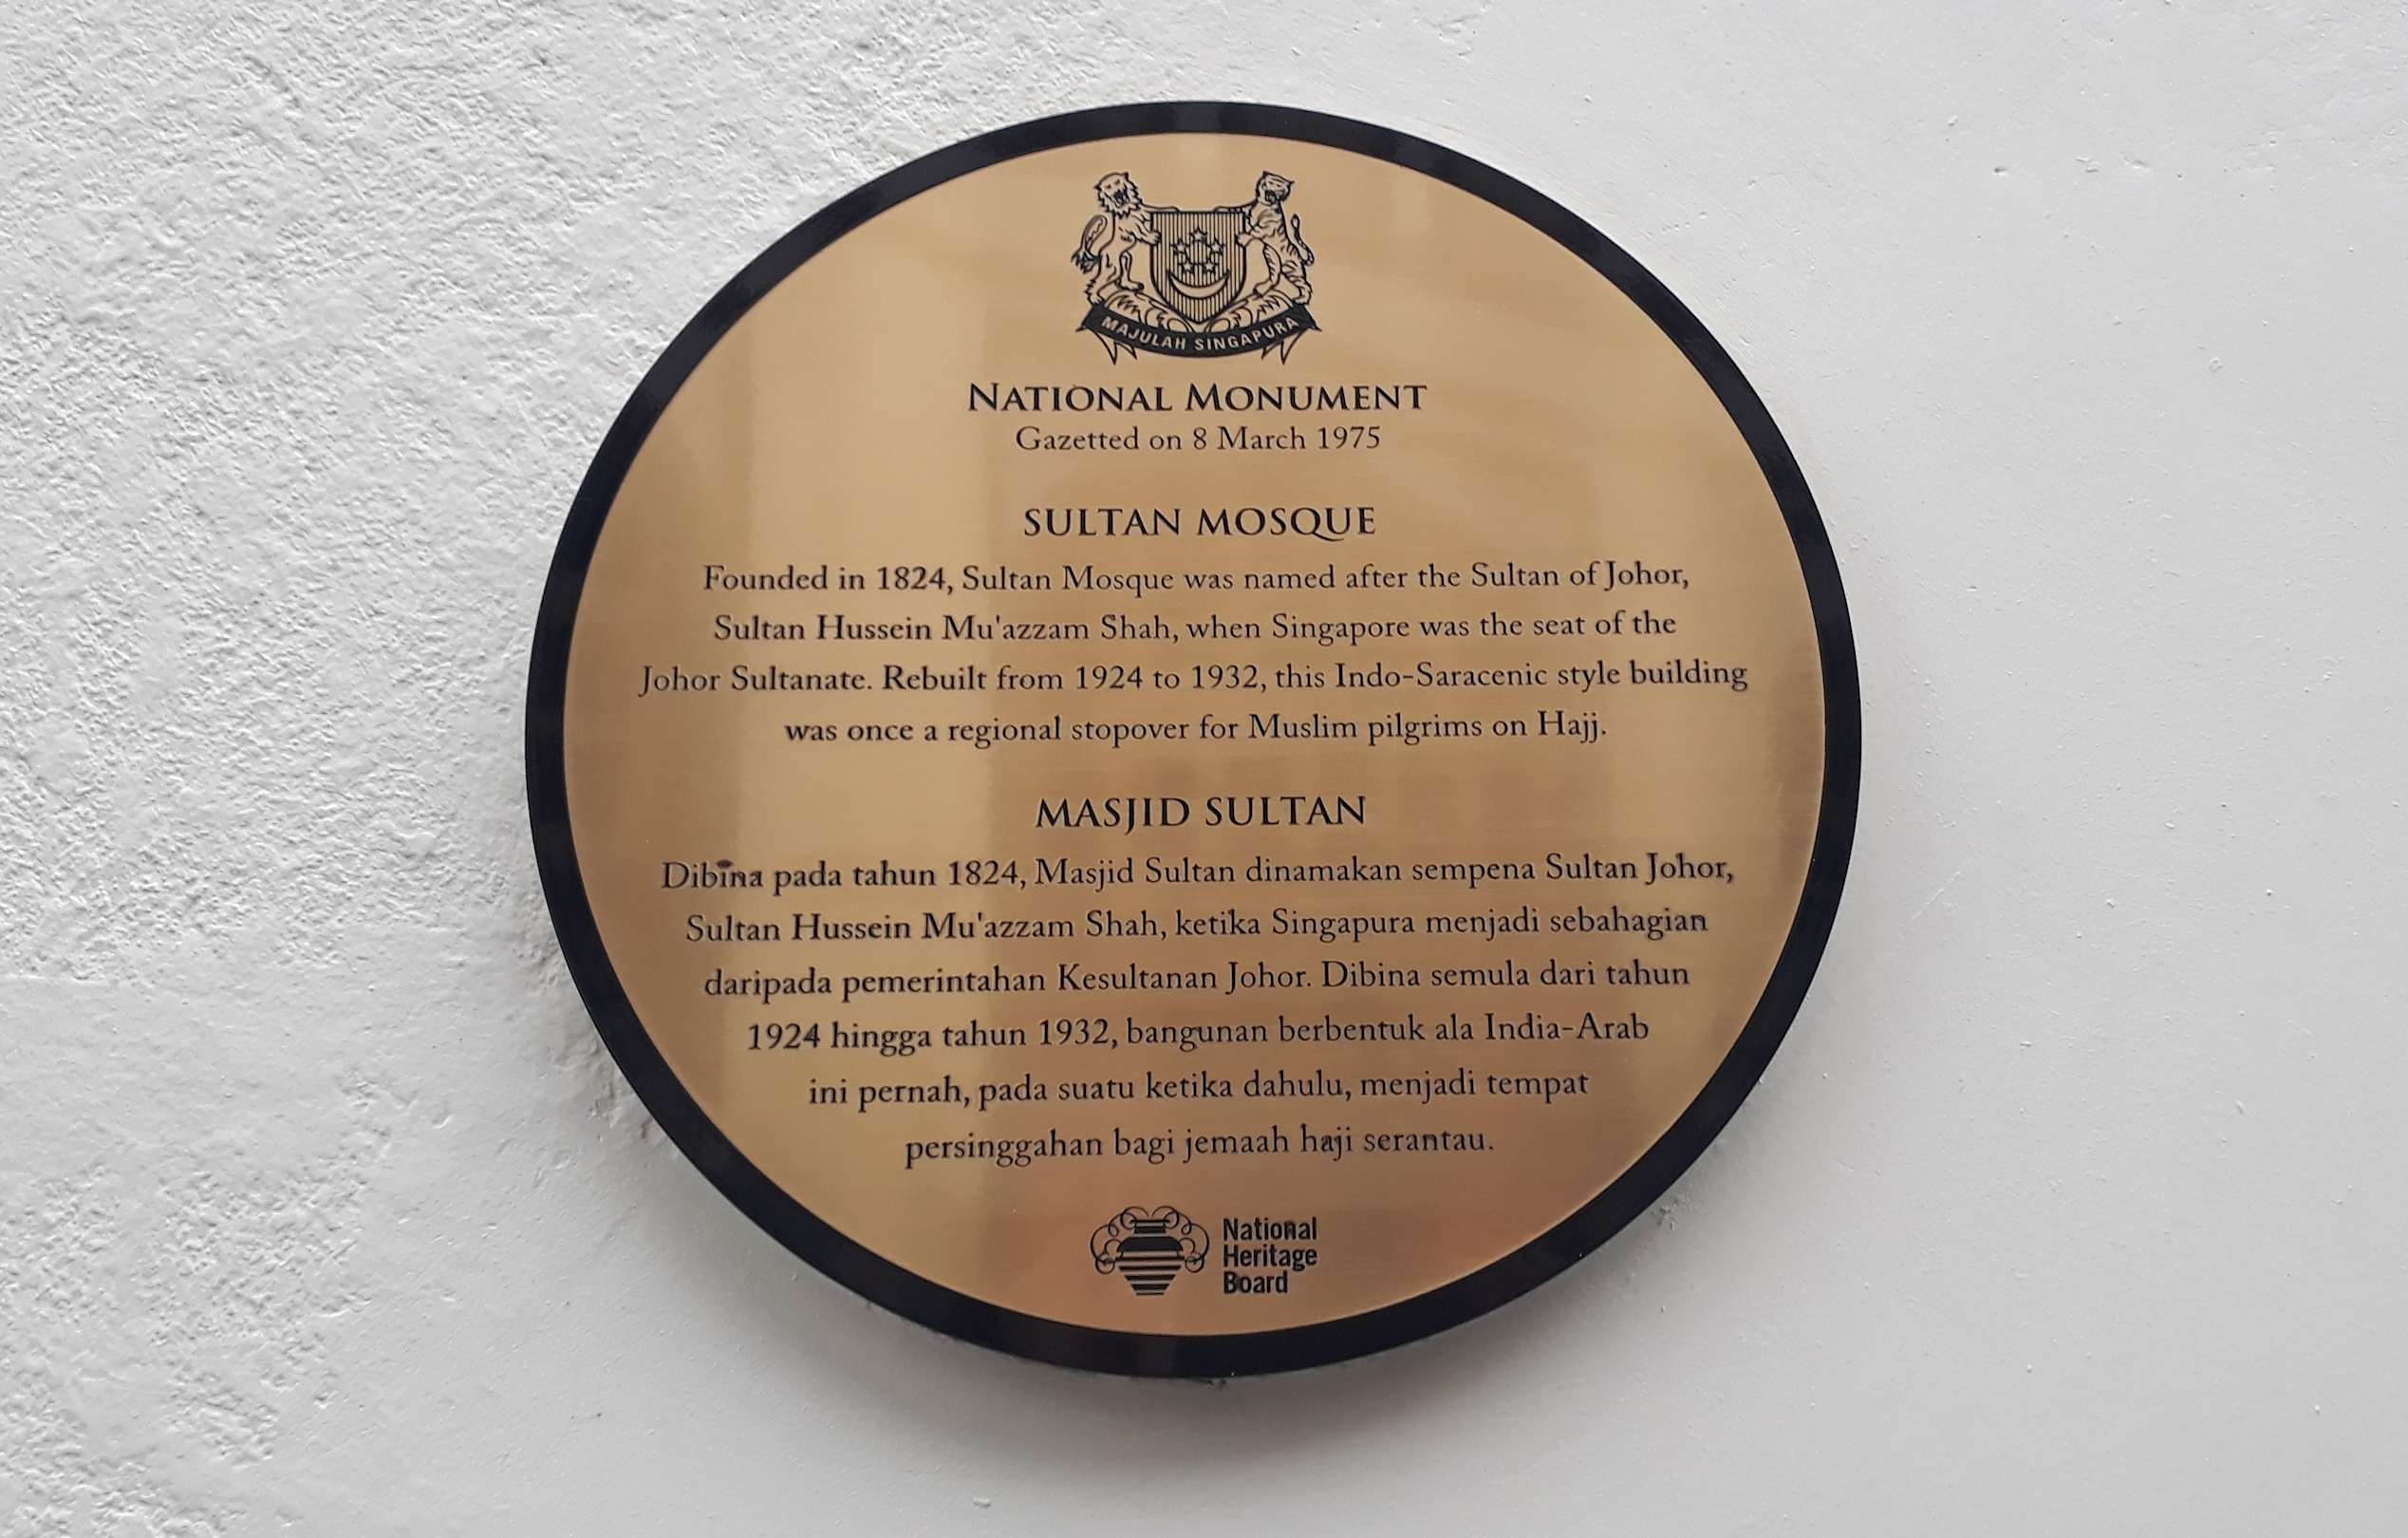 MAJULAH SINGAPURA
NATIONAL MONUMENT
Gazetted on 8 March 1975
SULTAN MOSQUE
Founded in 1824, Sultan Mosque was named after the Sultan of Johor,
Sultan Hussein Mu'azzam Shah, when Singapore was the seat of the
Johor Sultanate. Rebuilt from 1924 to 1932, this Indo-Saracenic style building
was once a regional stopover for Muslim pilgrims on Hajj.
MASJID SULTAN
Dibina pada tahun 1824, Masjid Sultan dinamakan sempena Sultan Johor,
Sultan Hussein Mu'azzam Shah, ketika Singapura menjadi sebahagian
daripada pemerintahan Kesultanan Johor. Dibina semula dari tahun
1924 hingga tahun 1932, bangunan berbentuk ala India-Arab
ini pernah, pada suatu ketika dahulu, menjadi tempat
persinggahan bagi jemaah haji serantau.
National
Heritage
Board